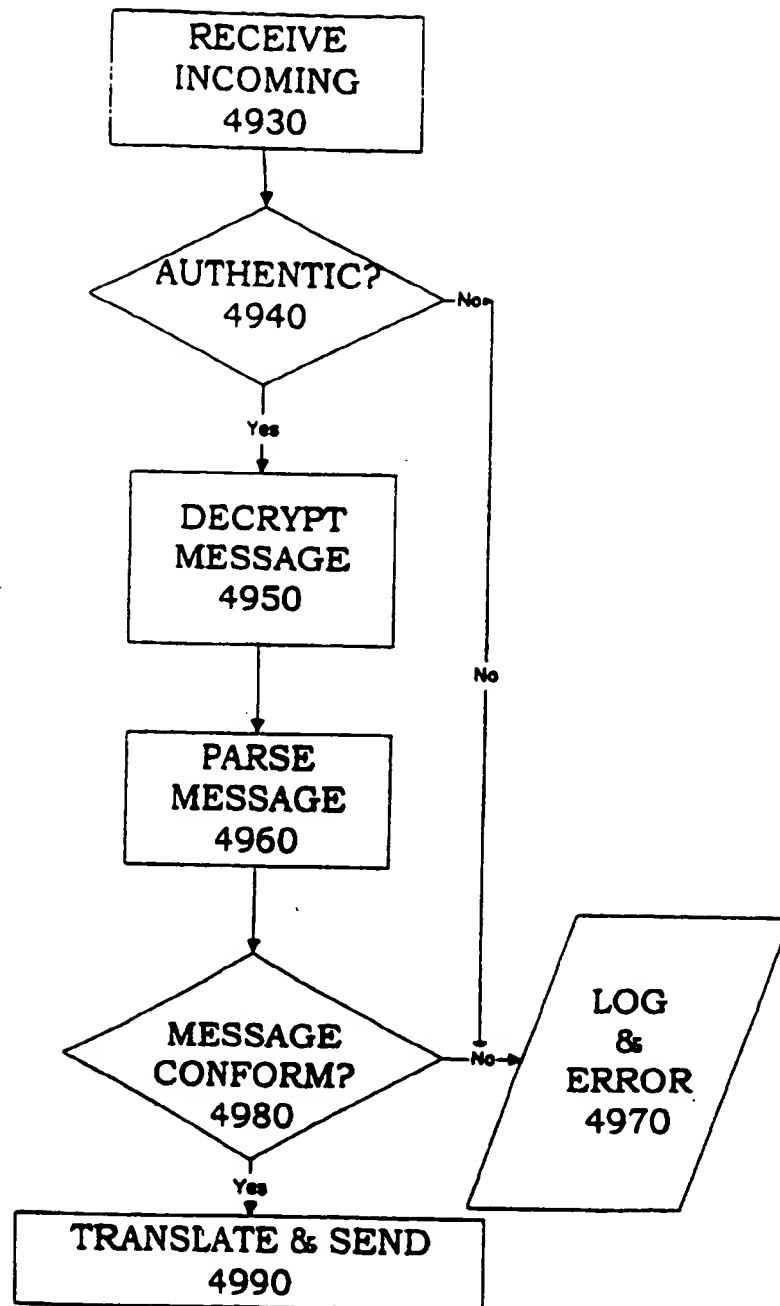 RECEIVE
INCOMING
4930
AUTHENTIC?
4940
No
Yes
DECRYPT
MESSAGE
4950
No
PARSE
MESSAGE
4960
MESSAGE
CONFORM?
4980
No
LOG
&
ERROR
4970
Yes
TRANSLATE & SEND
4990